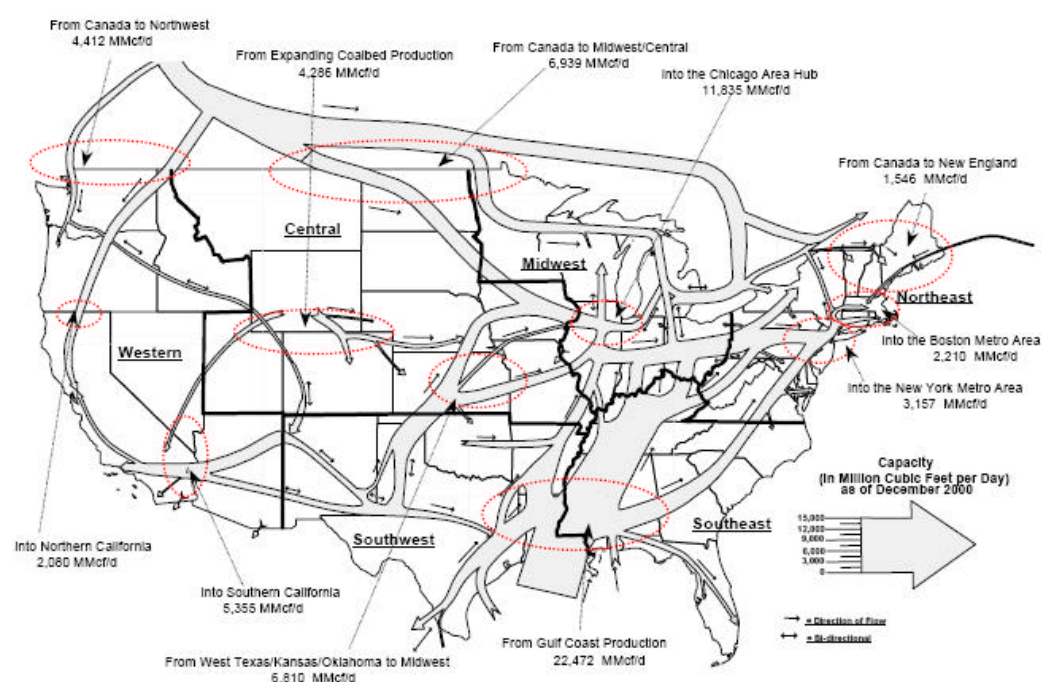 From Canada to Northwest
4,412 MMcf/d
From Expanding Coalbed Production
4,286 MMcf/d
From Canada to Midwest/Central
6,939 MMcf/d
Into the Chicago Area Hub
11,835 MMcf/d
From Canada to New England
1,546 MMcf/d
Central
Midwest
Northeast
Western
Into the Boston Metro Area
2,210 MMcf/d
Into the New York Metro Area
3,157 MMcf/d
Capacity
(In Million Cubic Feet per Day)
as of December 2000
15,000
12,000
9,000
6,000
3,000
0
Southeast
Southwest
Into Northern California
2,080 MMcf/d
Into Southern California
5,355 MMcf/d
From West Texas/Kansas/Oklahoma to Midwest
6,810 MMcf/d
From Gulf Coast Production
22,472 MMcf/d
= Direction of Flow
= Bi-directional